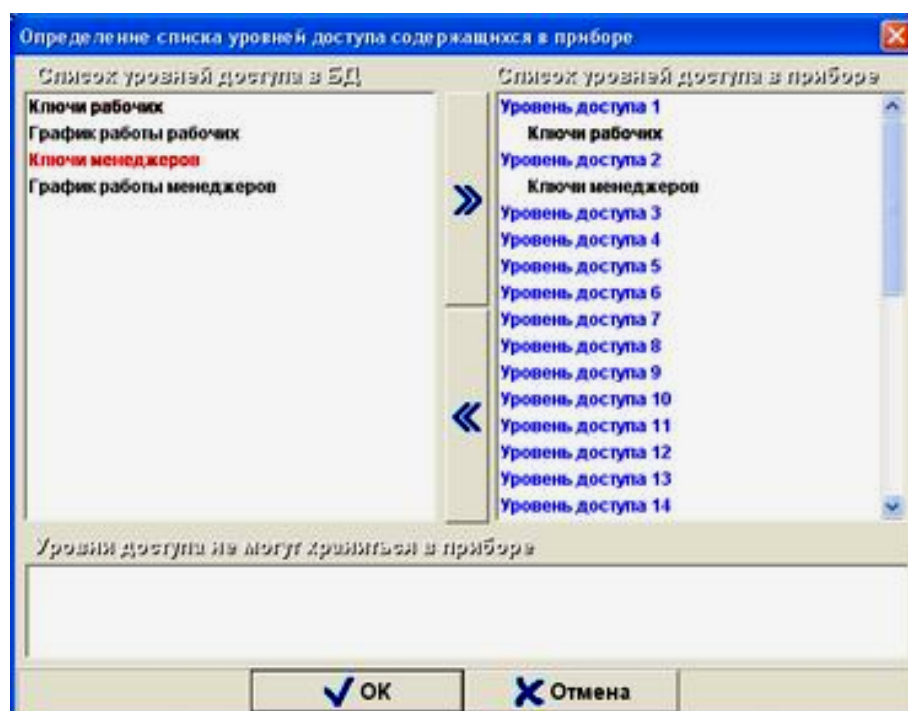 Определение списка уровней доступа содержащихся в приборе
Список уровней доступа в БД
Ключи рабочих
График работы рабочих
Ключи менеджеров
График работы менеджеров
Список уровней доступа в приборе
Уровень доступа 1
Ключи рабочих
Уровень доступа 2
Ключи менеджеров
Уровень доступа 3
Уровень доступа 4
Уровень доступа 5
Уровень доступа 6
Уровень доступа 7
Уровень доступа 8
Уровень доступа 9
Уровень доступа 10
Уровень доступа 11
Уровень доступа 12
Уровень доступа 13
Уровень доступа 14
Уровни доступа не могут храниться в приборе
ОК
Отмена